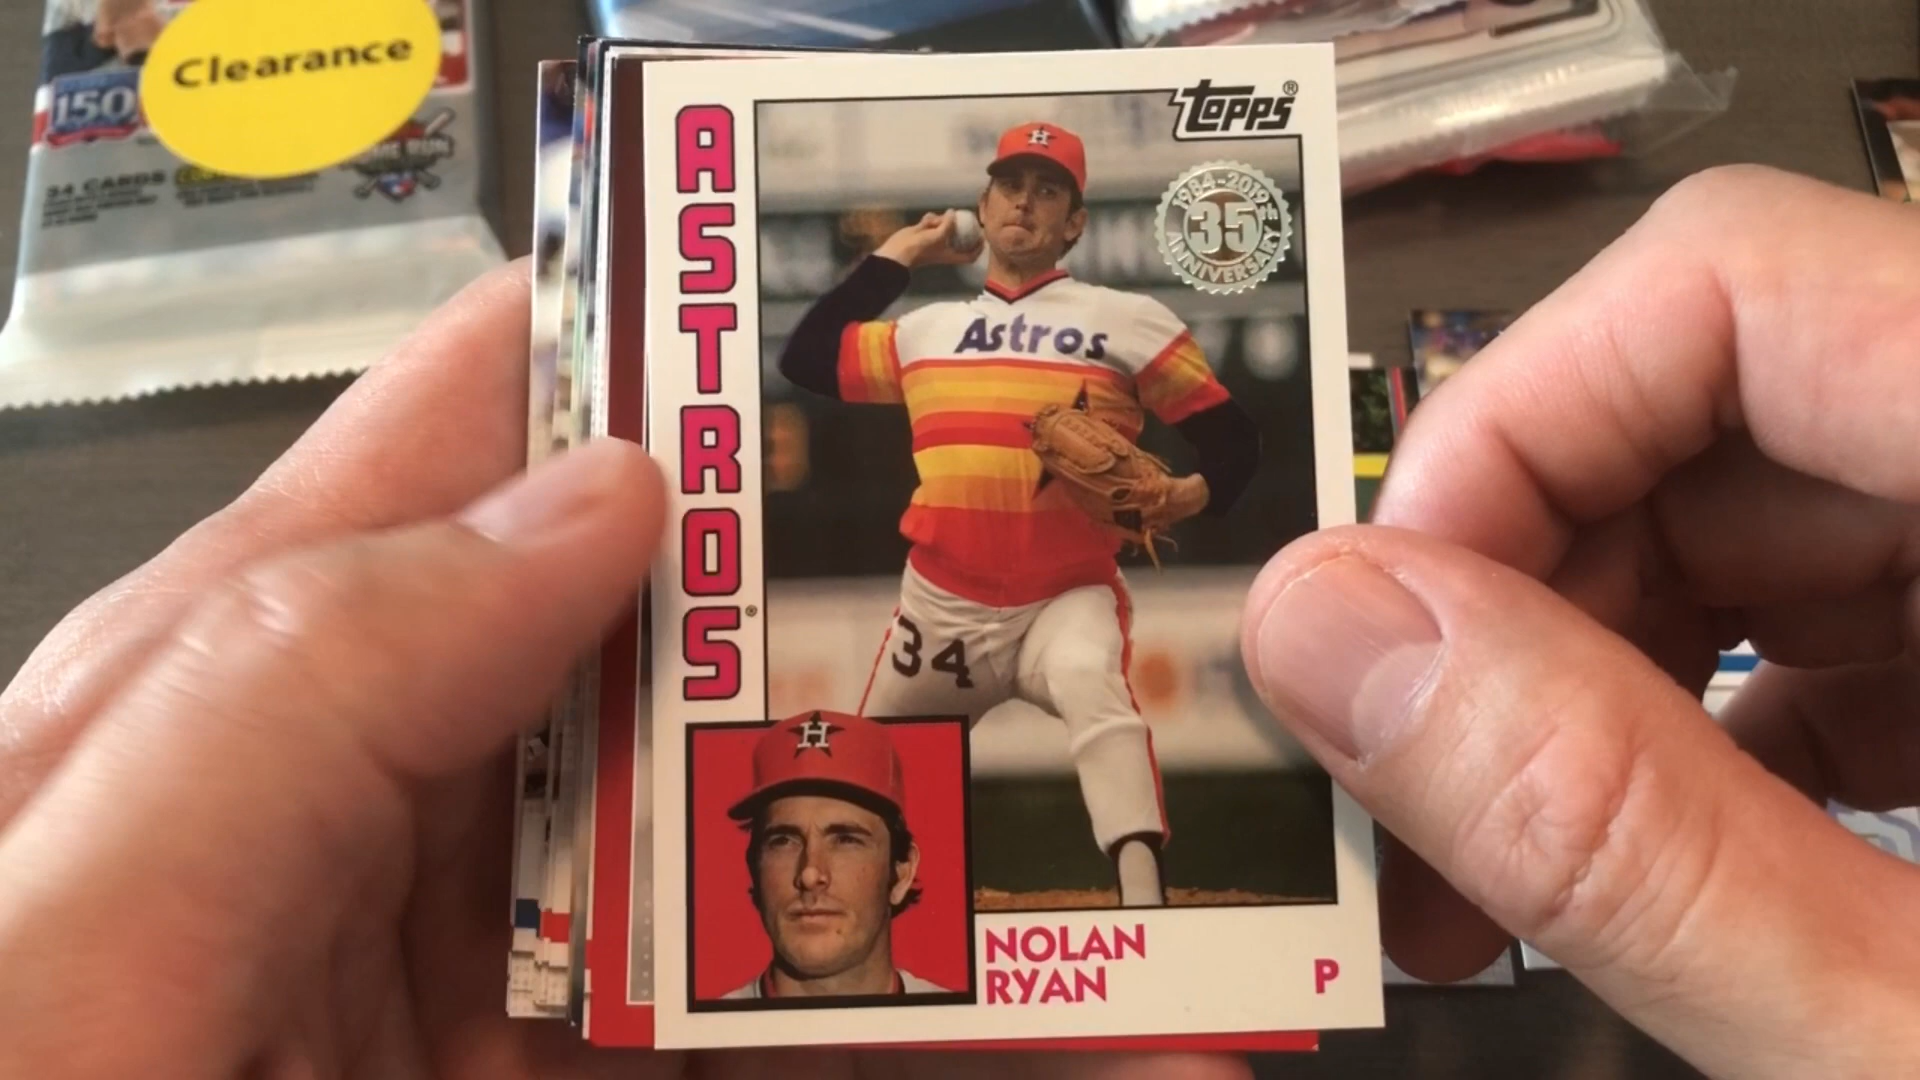 Clearance
150
34 CARDS
ASTROS®
Topps®
1984-2019
35th
ANNIVERSARY
H
Astros
34
H
NOLAN
RYAN
P